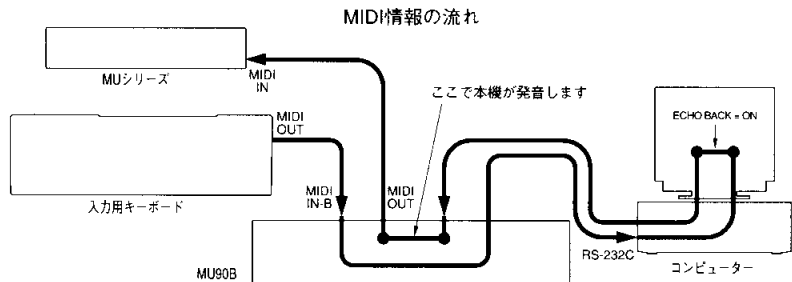 MIDI情報の流れ
MUシリーズ
MIDI
IN
ここで本機が発音します
MIDI
OUT
ECHO BACK = ON
入力用キーボード
MIDI
IN-B
MIDI
OUT
MU90B
RS-232C
コンピューター